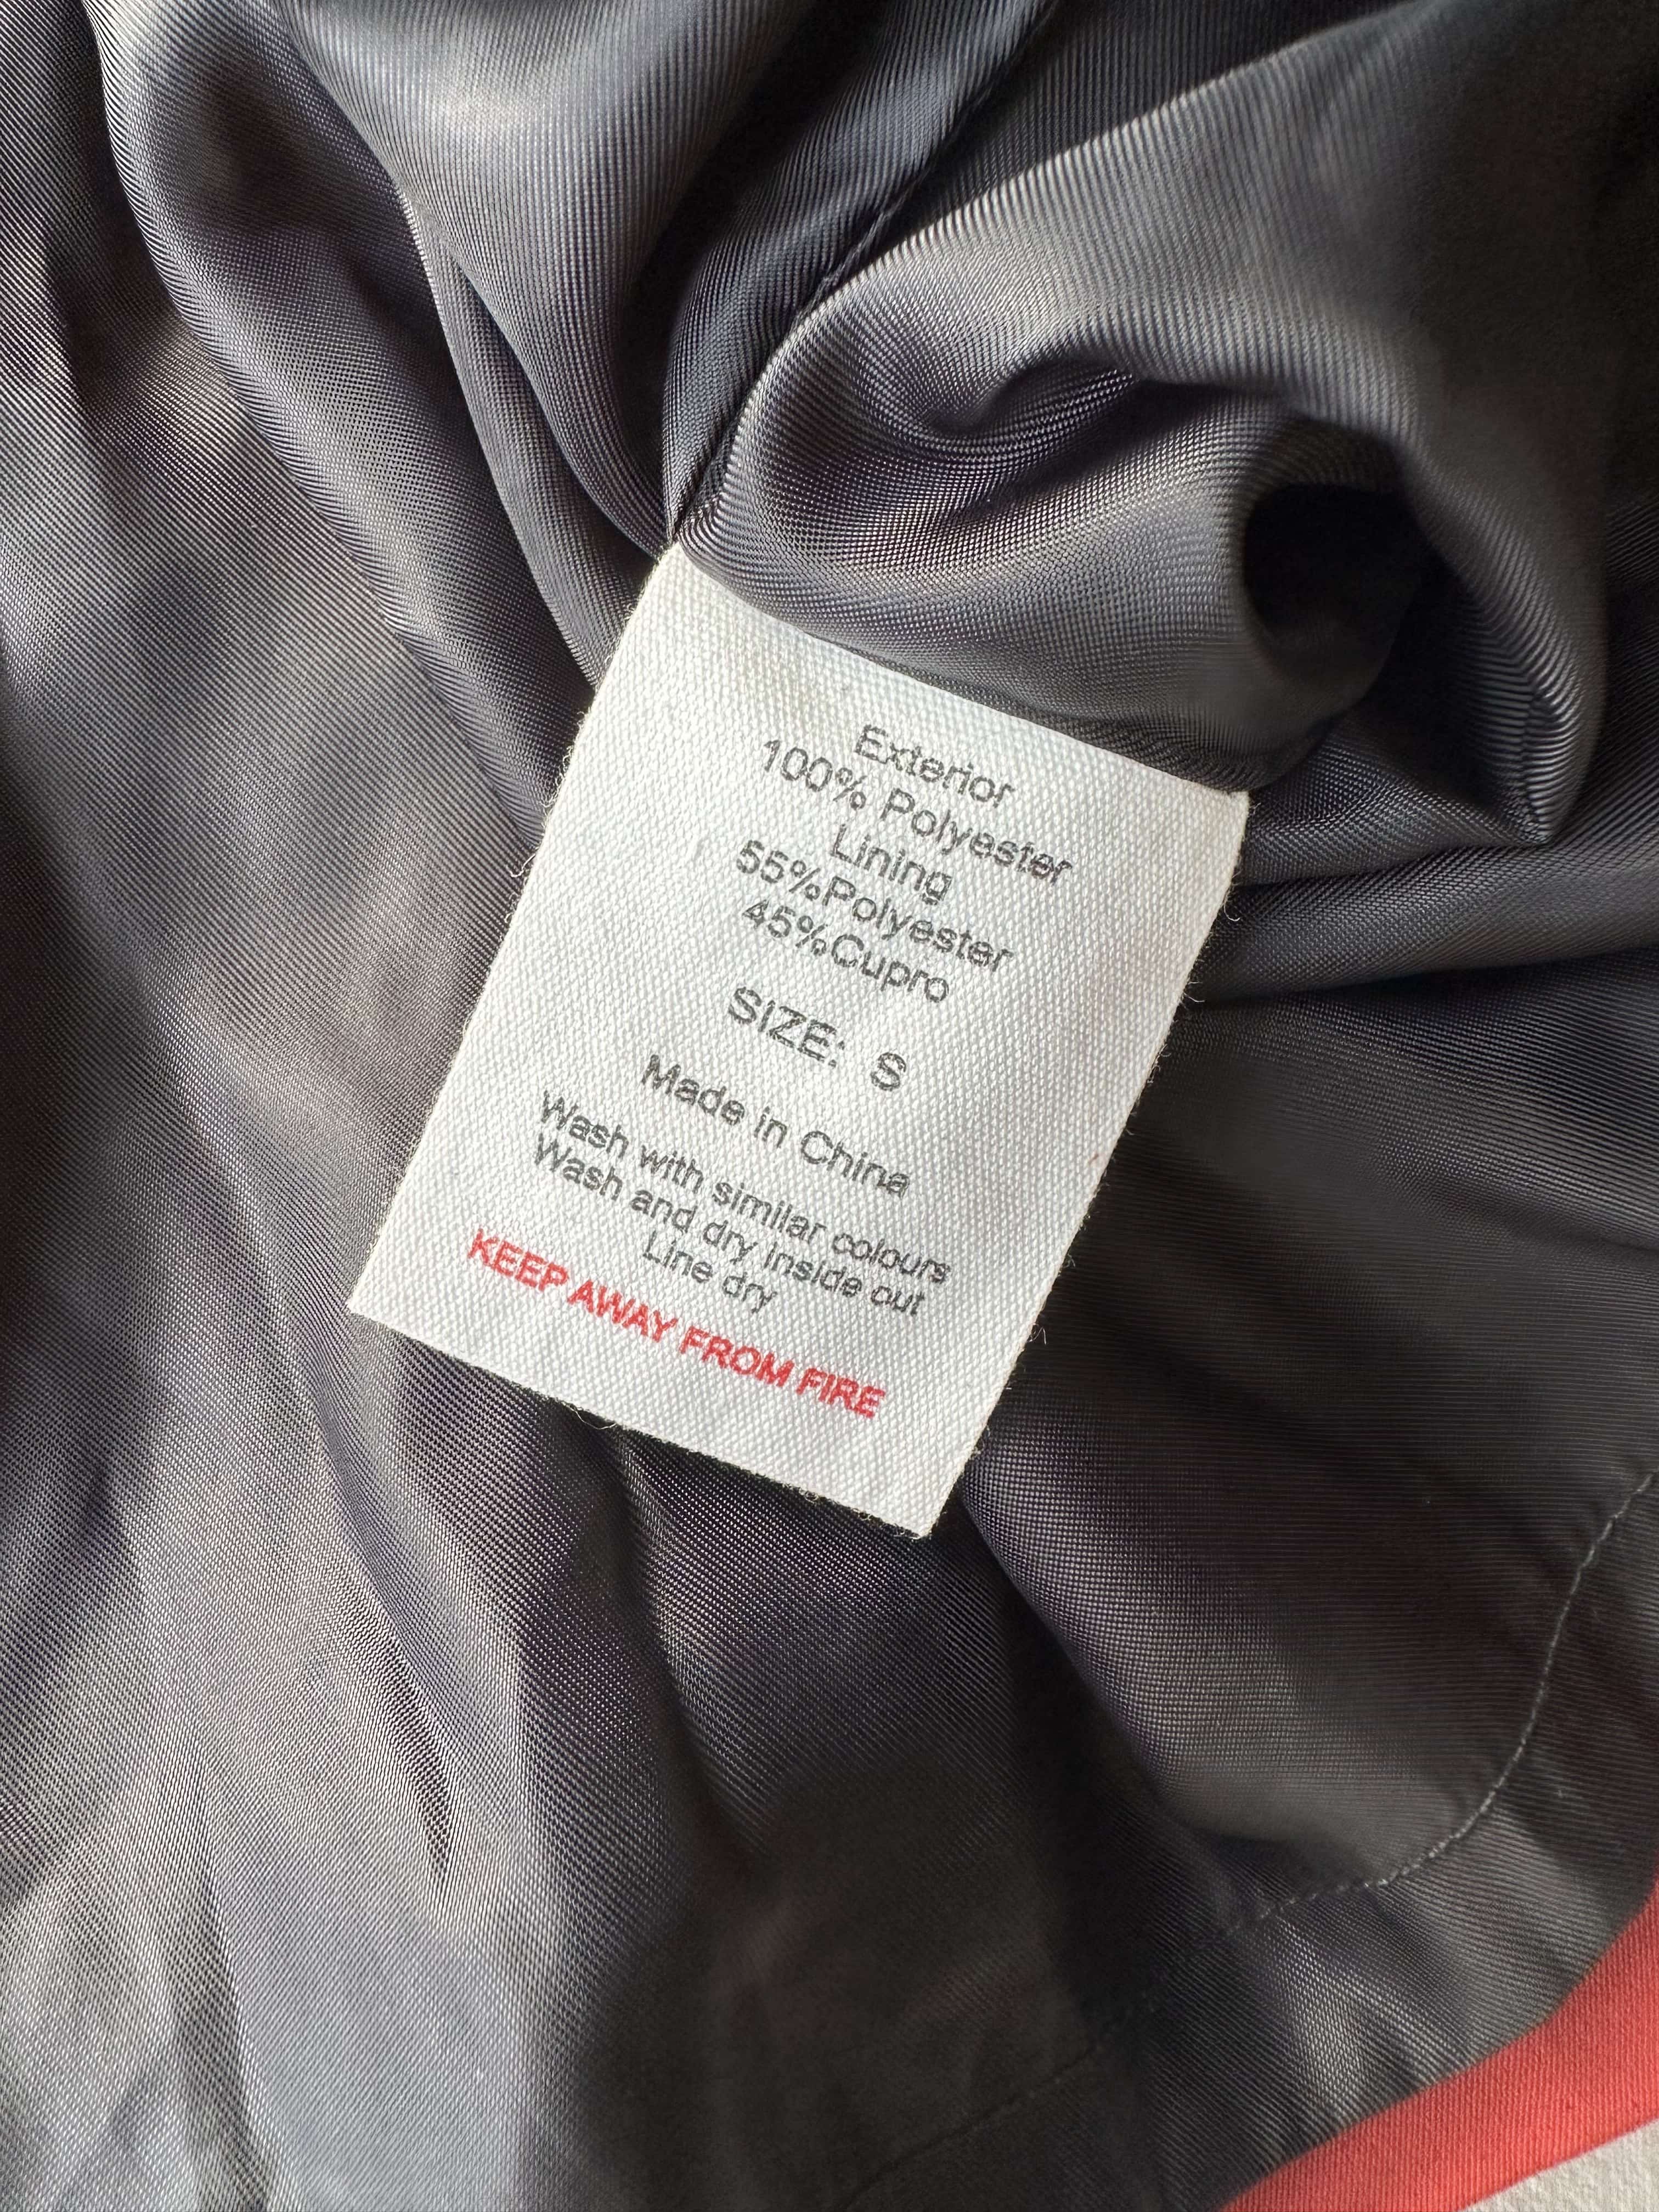 Exterior
100% Polyester
Lining
55%Polyester
45%Cupro
SIZE: S
Made in China
Wash with similar colours
Wash and dry inside out
Line dry
KEEP AWAY FROM FIRE